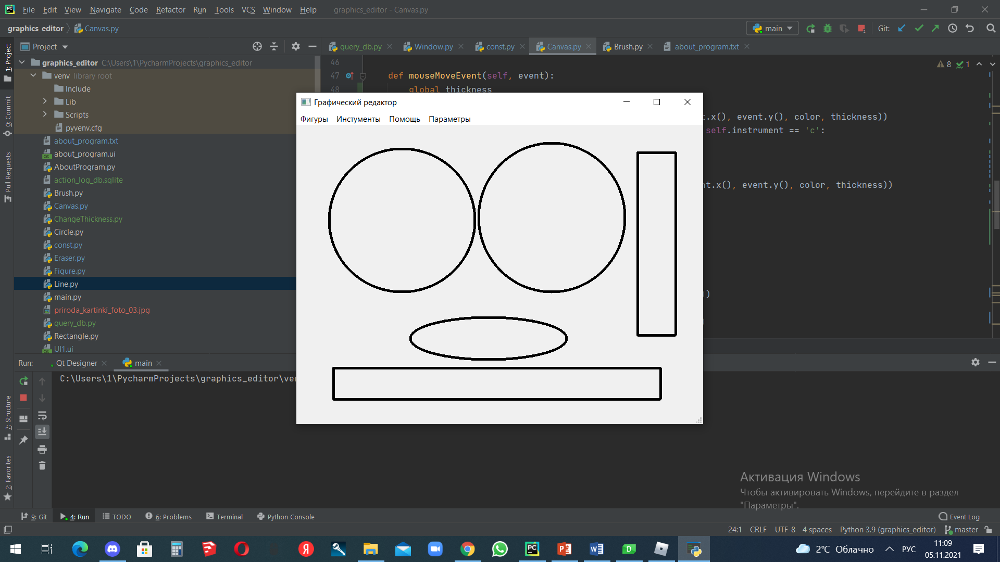 File Edit View Navigate Code Refactor Run Tools VCS Window Help graphics_editor - Canvas.py
graphics_editor Canvas.py main Git:
Project
query_db.py Window.py const.py Canvas.py Brush.py about_program.txt
graphics_editor C:\Users\1\PycharmProjects\graphics_editor
venv library root
Include
Lib
Scripts
pyvenv.cfg
about_program.txt
about_program.ui
AboutProgram.py
action_log_db.sqlite
Brush.py
Canvas.py
ChangeThickness.py
Circle.py
const.py
Eraser.py
Figure.py
Line.py
main.py
priroda_kartinki_foto_03.jpg
query_db.py
Rectangle.py
UI1.ui
1: Project
0: Commit
Pull Requests
7: Structure
2: Favorites
46
47 def mouseMoveEvent(self, event):
48 global thickness
8 1
.x(), event.y(), color, thickness))
self.instrument == 'c':
nt.x(), event.y(), color, thickness))
)
Графический редактор
Фигуры Инстументы Помощь Параметры
Run: Qt Designer main
C:\Users\1\PycharmProjects\graphics_editor\ven
Активация Windows
Чтобы активировать Windows, перейдите в раздел
"Параметры".
9: Git 4: Run TODO 6: Problems Terminal Python Console Event Log
24:1 CRLF UTF-8 4 spaces Python 3.9 (graphics_editor) master
2°C Облачно РУС 11:09
05.11.2021